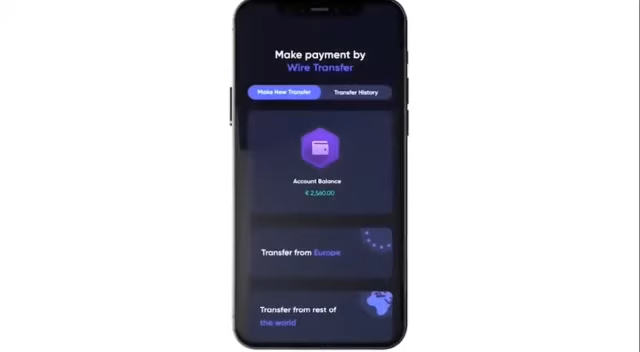 Make payment by
Wire Transfer
Make New Transfer
Transfer History
Account Balance
€ 2,560.00
Transfer from Europe
Transfer from rest of
the world